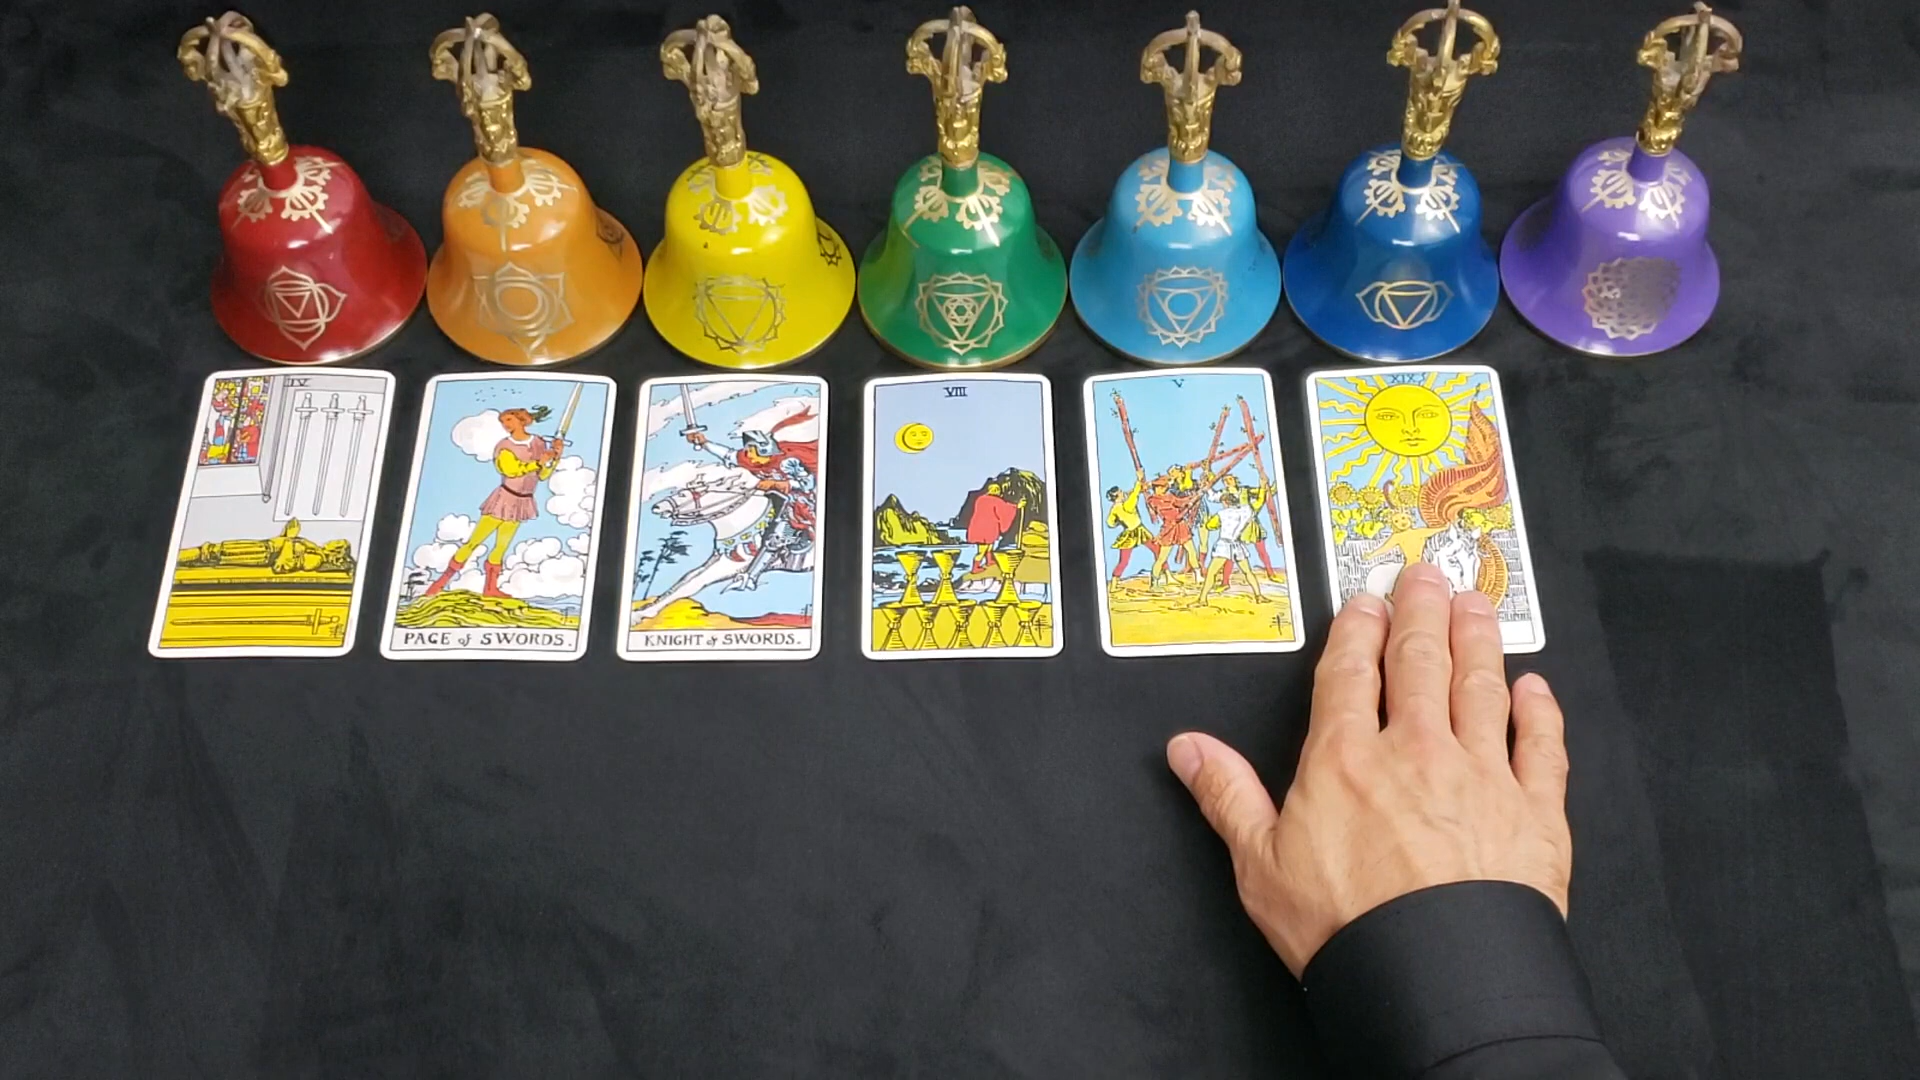 IV
PAGE of SWORDS.
KNIGHT of SWORDS.
VIII
V
XIX